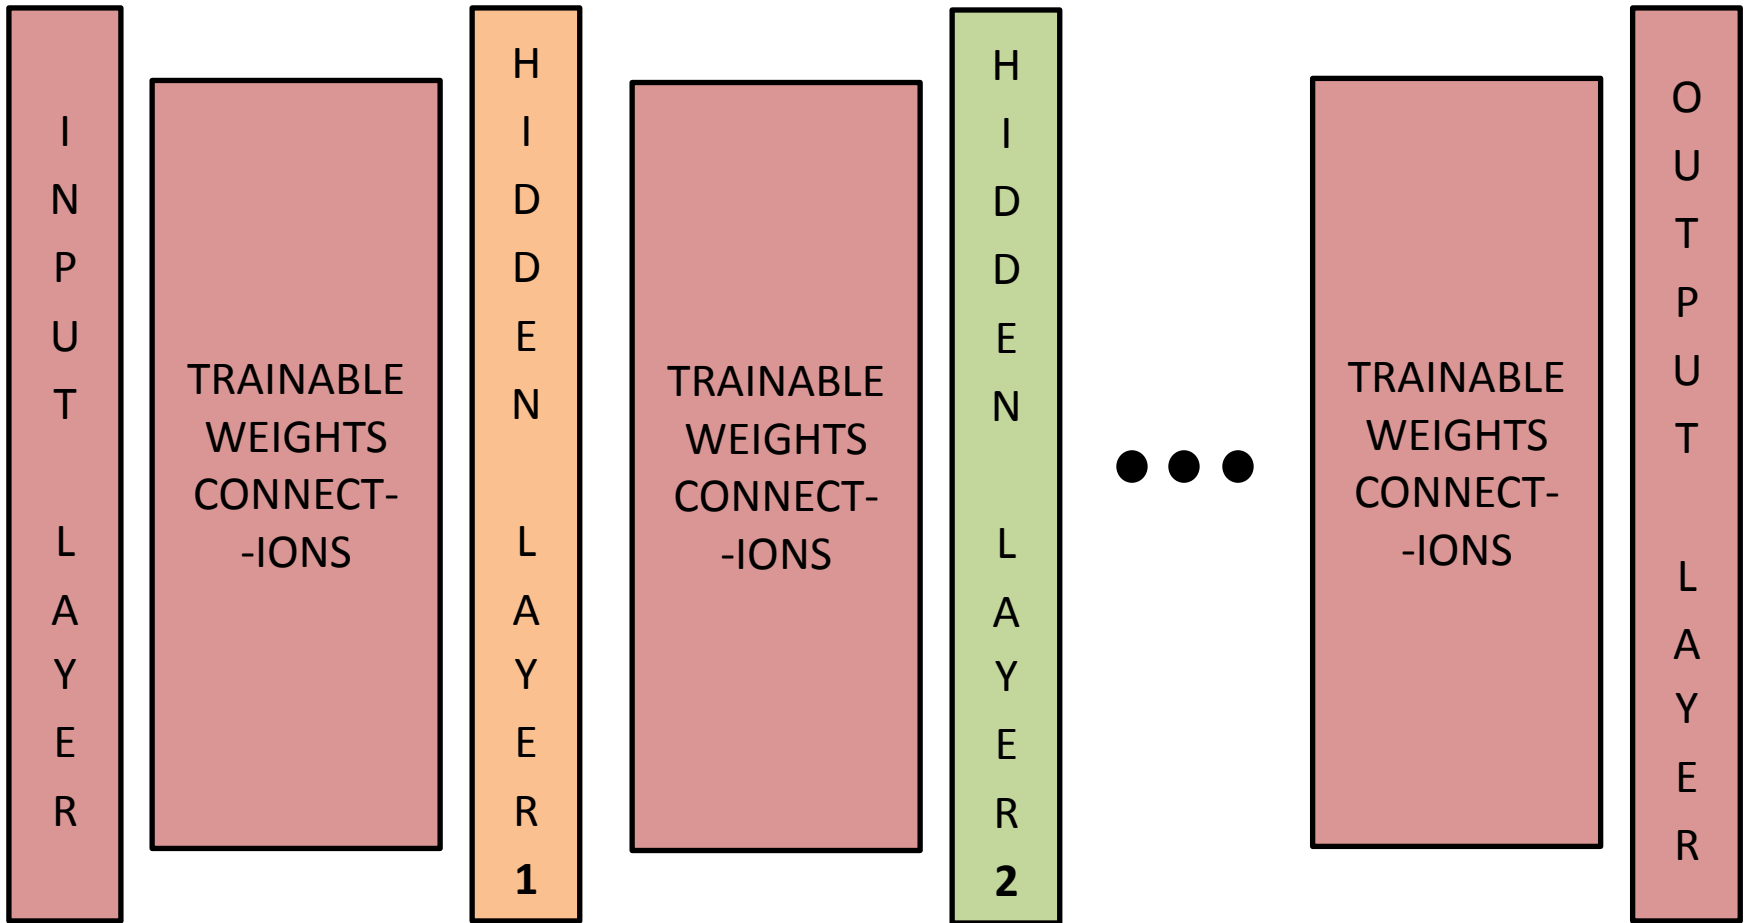 INPUT LAYER
TRAINABLE
WEIGHTS
CONNECT-
-IONS
HIDDEN LAYER 1
TRAINABLE
WEIGHTS
CONNECT-
-IONS
HIDDEN LAYER 2
TRAINABLE
WEIGHTS
CONNECT-
-IONS
OUTPUT LAYER